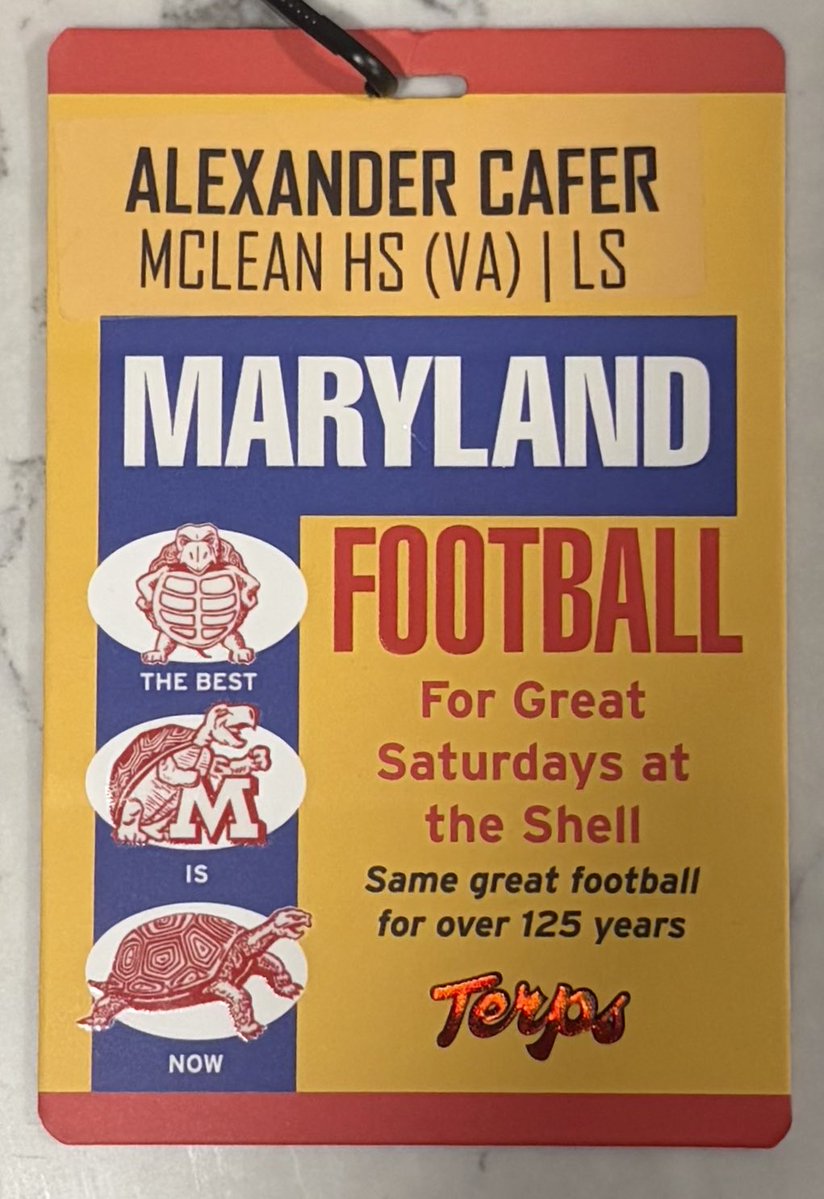 ALEXANDER CAFER
MCLEAN HS (VA) | LS
MARYLAND
FOOTBALL
For Great
Saturdays at
the Shell
Same great football
for over 125 years
Terps
THE BEST
M
IS
NOW